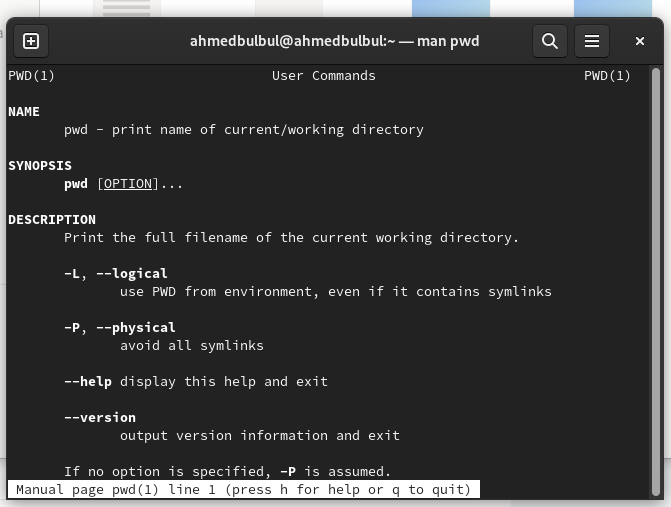 ahmedbulbul@ahmedbulbul:~ — man pwd
PWD(1) User Commands PWD(1)
NAME
pwd - print name of current/working directory
SYNOPSIS
pwd [OPTION]...
DESCRIPTION
Print the full filename of the current working directory.
-L, --logical
use PWD from environment, even if it contains symlinks
-P, --physical
avoid all symlinks
--help display this help and exit
--version
output version information and exit
If no option is specified, -P is assumed.
Manual page pwd(1) line 1 (press h for help or q to quit)